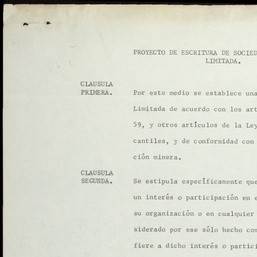 PROYECTO DE ESCRITURA DE SOCIED
LIMITADA.
CLAUSULA
PRIMERA.
Por este medio se establece una
Limitada de acuerdo con los art
59, y otros artículos de la Ley
cantiles, y de conformidad con
ción minera.
CLAUSULA
SEGUNDA.
Se estipula específicamente que
un interés o participación en e
su organización o en cualquier
siderado por ese sólo hecho com
fiere a dicho interés o partici